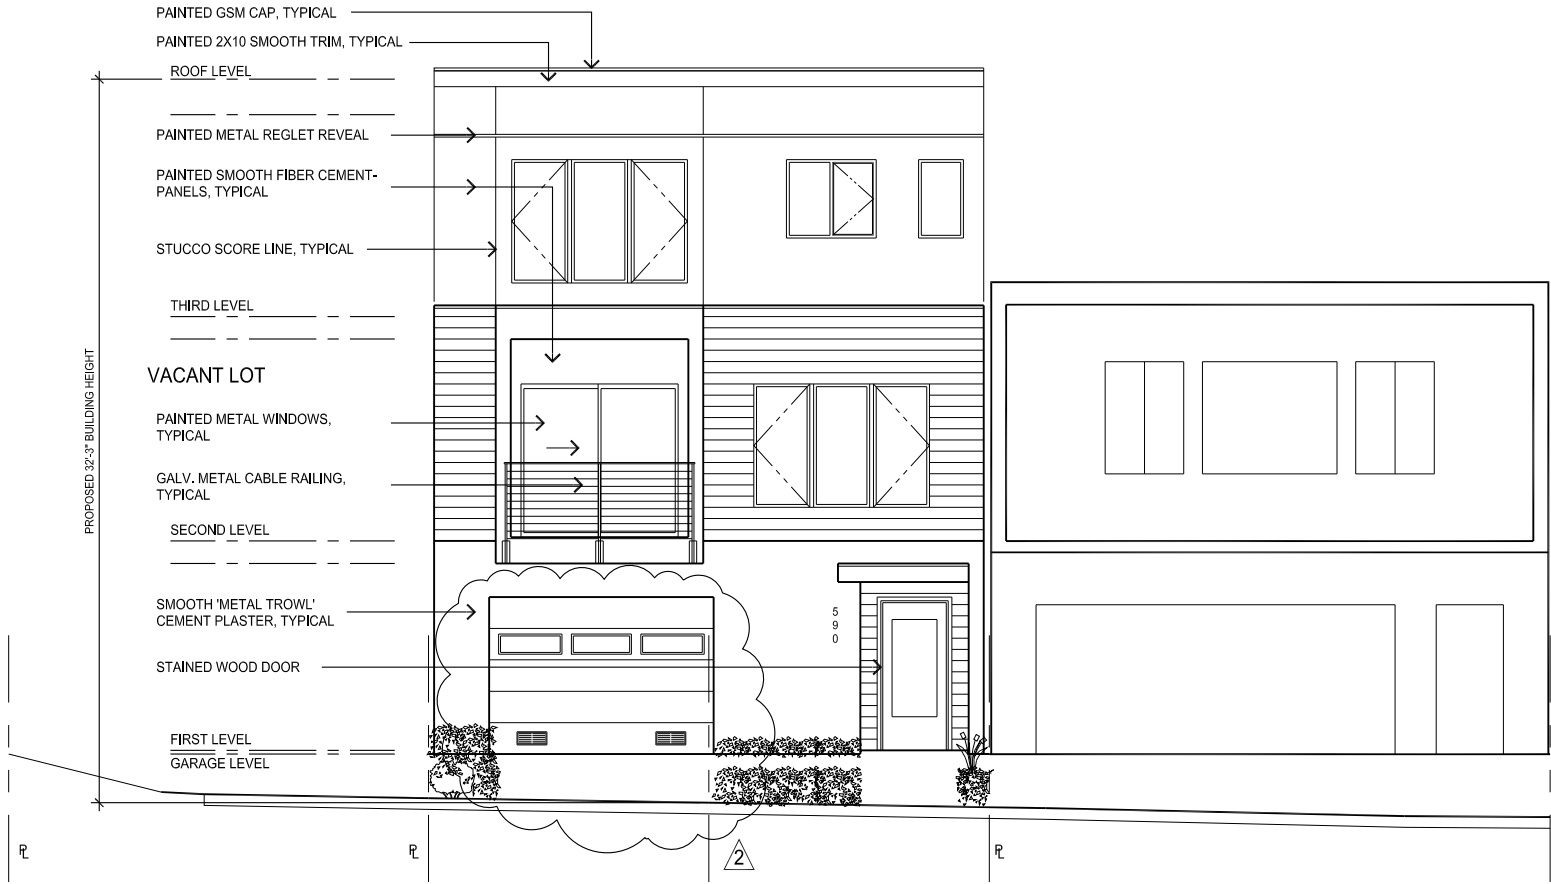 PAINTED GSM CAP, TYPICAL
PAINTED 2X10 SMOOTH TRIM, TYPICAL
ROOF LEVEL
PAINTED METAL REGLET REVEAL
PAINTED SMOOTH FIBER CEMENT-
PANELS, TYPICAL
STUCCO SCORE LINE, TYPICAL
THIRD LEVEL
PROPOSED 32'-3" BUILDING HEIGHT
VACANT LOT
PAINTED METAL WINDOWS,
TYPICAL
GALV. METAL CABLE RAILING,
TYPICAL
SECOND LEVEL
SMOOTH 'METAL TROWL'
CEMENT PLASTER, TYPICAL
5
9
0
STAINED WOOD DOOR
FIRST LEVEL
GARAGE LEVEL
PL
PL
2
PL